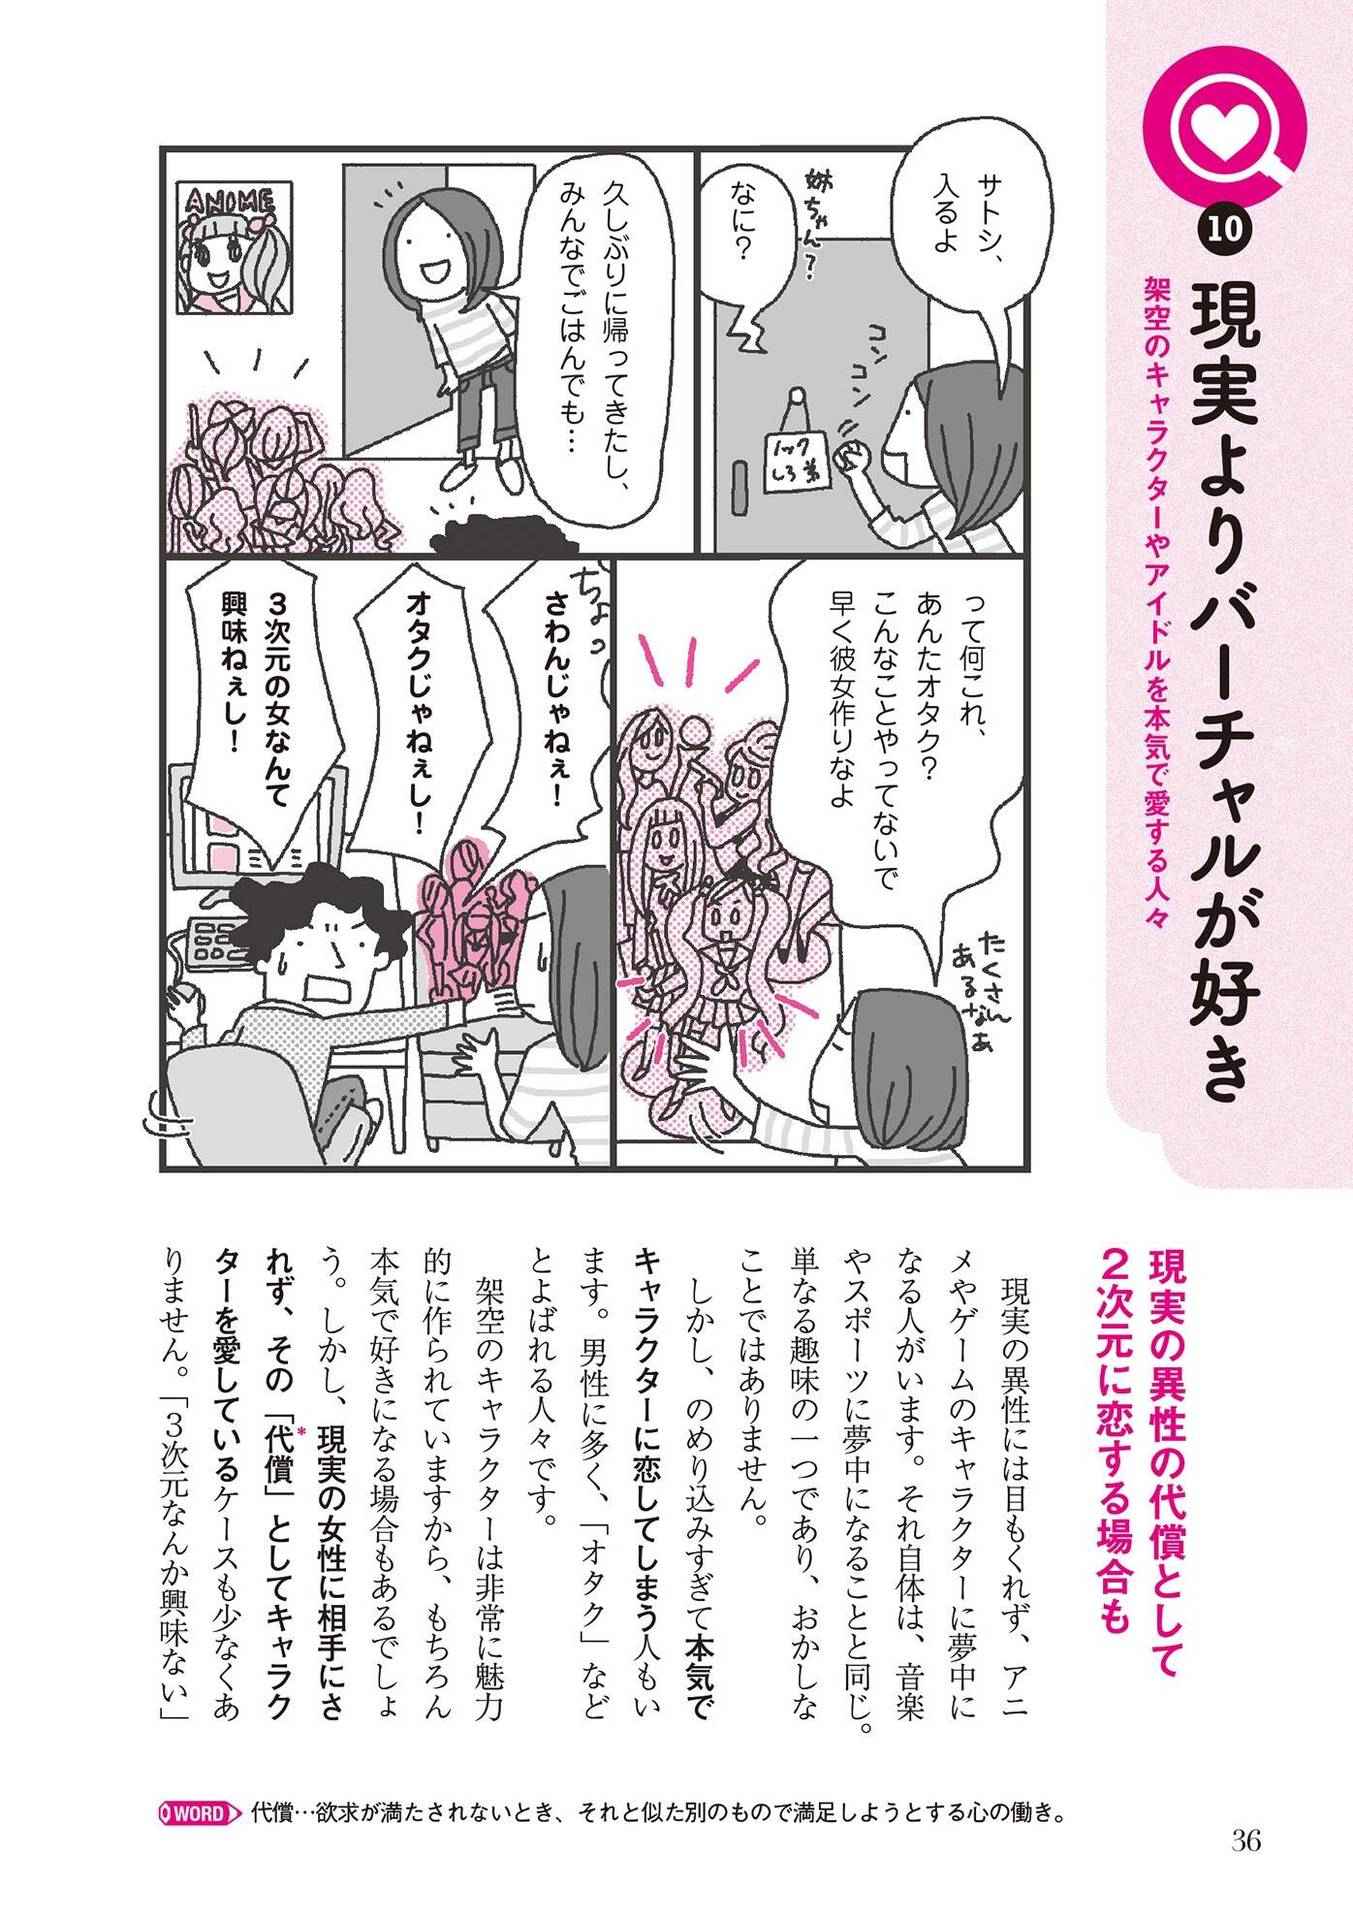 10
現実よりバーチャルが好き
架空のキャラクターやアイドルを本気で愛する人々
サトシ、
入るよ
姉ちゃん?
なに?
コンコン
コンコン
ノック
しろ 弟
久しぶりに帰ってきたし、
みんなでごはんでも…
ANIME
って何これ、
あんたオタク?
こんなことやってないで
早く彼女作りなよ
たくさん
あるなぁ
ちょっ
さわんじゃねぇ!
オタクじゃねぇし!
3次元の女なんて
興味ねぇし!
現実の異性の代償として
2次元に恋する場合も
現実の異性には目もくれず、アニ
メやゲームのキャラクターに夢中に
なる人がいます。それ自体は、音楽
やスポーツに夢中になることと同じ。
単なる趣味の一つであり、おかしな
ことではありません。
しかし、のめり込みすぎて本気で
キャラクターに恋してしまう人もい
ます。男性に多く、「オタク」など
とよばれる人々です。
架空のキャラクターは非常に魅力
的に作られていますから、もちろん
本気で好きになる場合もあるでしょ
う。しかし、現実の女性に相手にさ
れず、その「代償*」としてキャラク
ターを愛しているケースも少なくあ
りません。「3次元なんか興味ない」
WORD 代償…欲求が満たされないとき、それと似た別のもので満足しようとする心の働き。
36